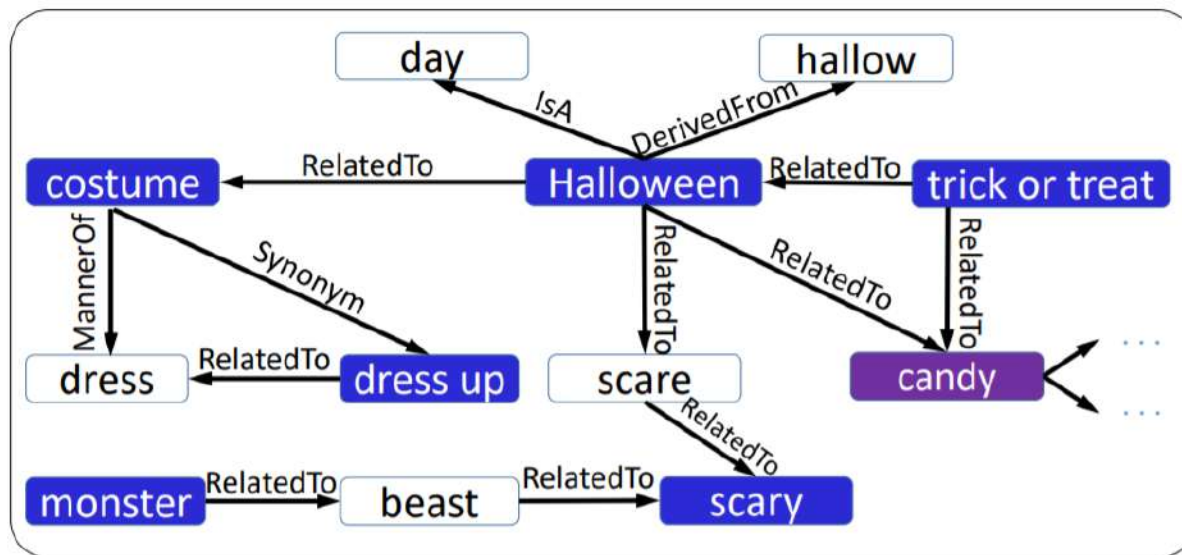 day
hallow
IsA
DerivedFrom
costume
RelatedTo
Halloween
RelatedTo
trick or treat
MannerOf
Synonym
RelatedTo
RelatedTo
RelatedTo
dress
RelatedTo
dress up
scare
candy
...
...
RelatedTo
monster
RelatedTo
beast
RelatedTo
scary